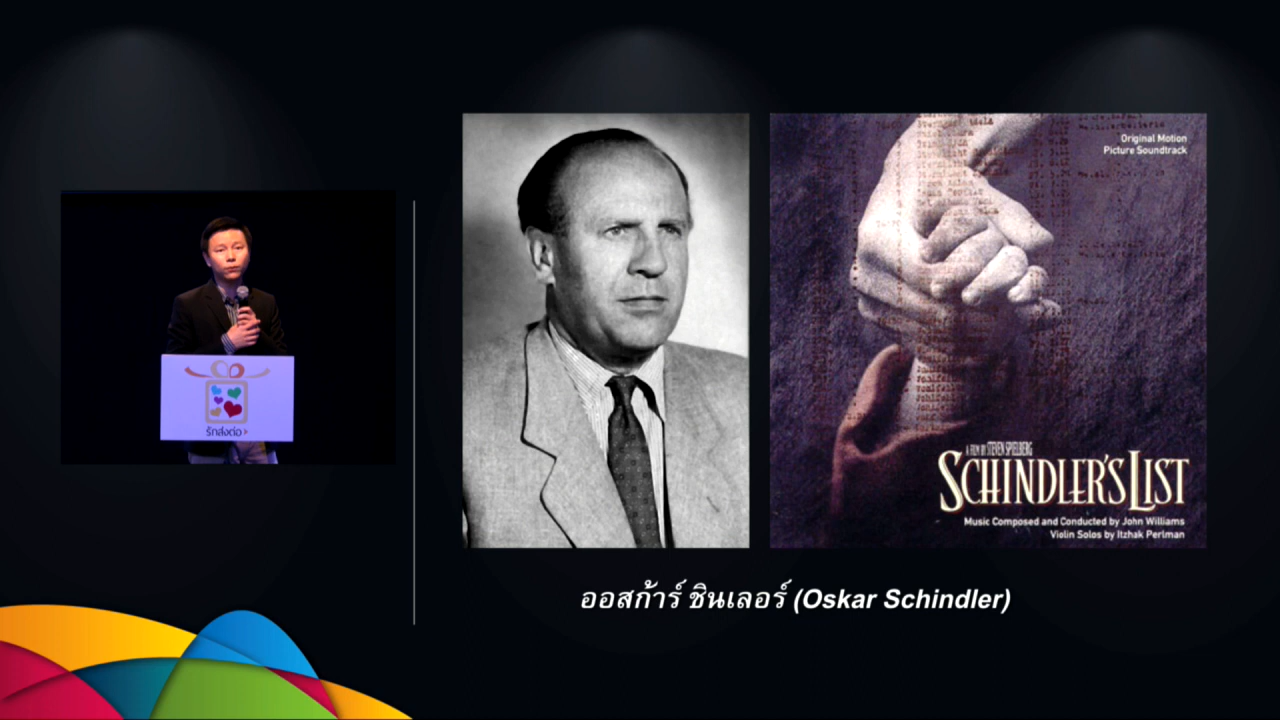 รักส่งต่อ
Original Motion
Picture Soundtrack
A FILM BY STEVEN SPIELBERG
SCHINDLER'S LIST
Music Composed and Conducted by John Williams
Violin Solos by Itzhak Perlman
ออสก้าร์ ชินเลอร์ (Oskar Schindler)